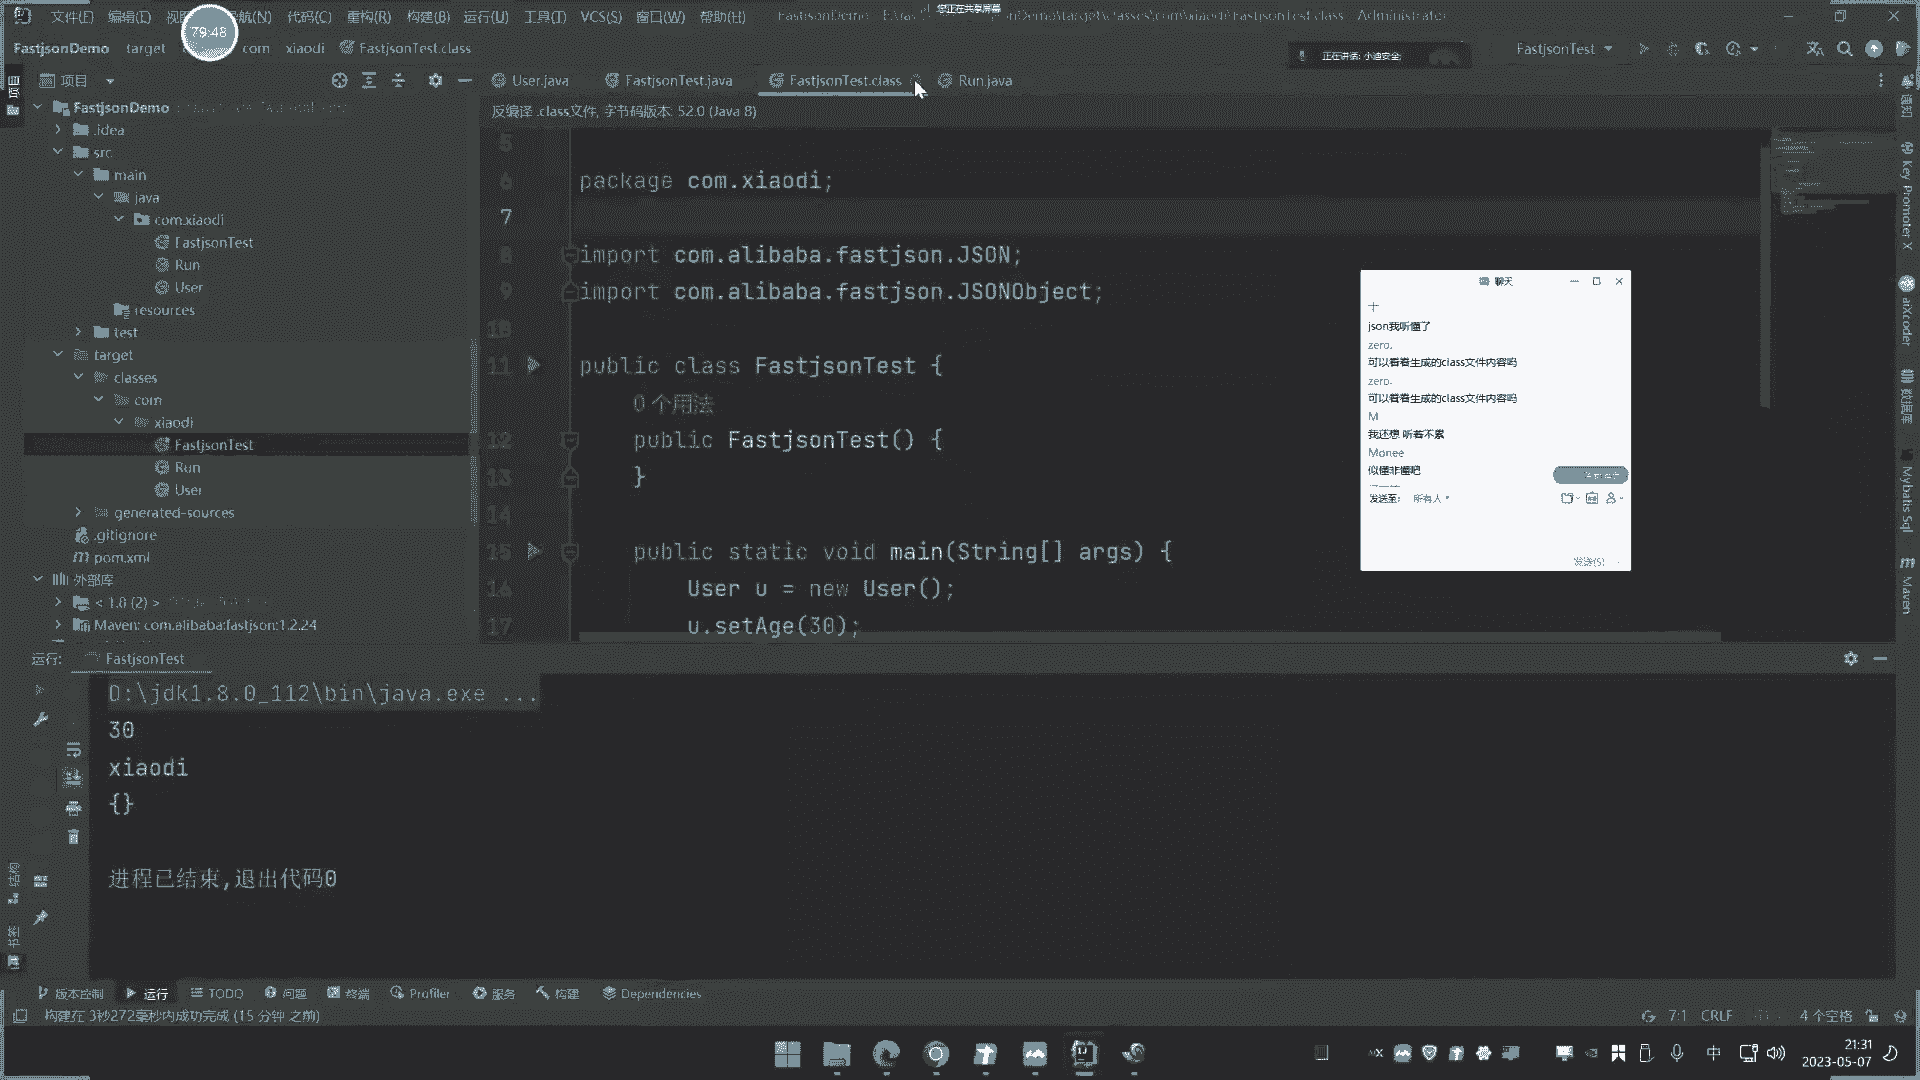 文件(F) 编辑(E) 代码(C) 重构(R) 构建(B) 运行(U) 工具(T) VCS(S) 窗口(W) 帮助(H)
79:48
您正在共享屏幕
FastjsonDemo target com xiaodi FastjsonTest.class
正在讲话: 小迪安全;
FastjsonTest
项目
User.java FastjsonTest.java FastjsonTest.class Run.java
反编译 .class文件, 字节码版本: 52.0 (Java 8)
FastjsonDemo
.idea
src
main
java
com.xiaodi
FastjsonTest
Run
User
resources
test
target
classes
com
xiaodi
FastjsonTest
Run
User
generated-sources
.gitignore
pom.xml
外部库
< 1.8 (2) >
Maven: com.alibaba:fastjson:1.2.24
5
6 package com.xiaodi;
7
8 import com.alibaba.fastjson.JSON;
9 import com.alibaba.fastjson.JSONObject;
10
11 public class FastjsonTest {
0 个用法
12 public FastjsonTest() {
13 }
14
15 public static void main(String[] args) {
16 User u = new User();
17 u.setAge(30);
聊天
json我听懂了
zero.
可以看看生成的class文件内容吗
zero.
可以看看生成的class文件内容吗
M
我还想 听着不累
Monee
似懂非懂吧
发送至: 所有人
发送(S)
通知
Key Promoter X
aiXcoder
数据库
Mybatis Sql
Maven
运行: FastjsonTest
D:\jdk1.8.0_112\bin\java.exe ...
30
xiaodi
{}
进程已结束,退出代码0
结构
书签
版本控制 运行 TODO 问题 终端 Profiler 服务 构建 Dependencies
构建在 3秒272毫秒内成功完成 (15 分钟 之前)
7:1 CRLF 4 个空格
中
21:31
2023-05-07